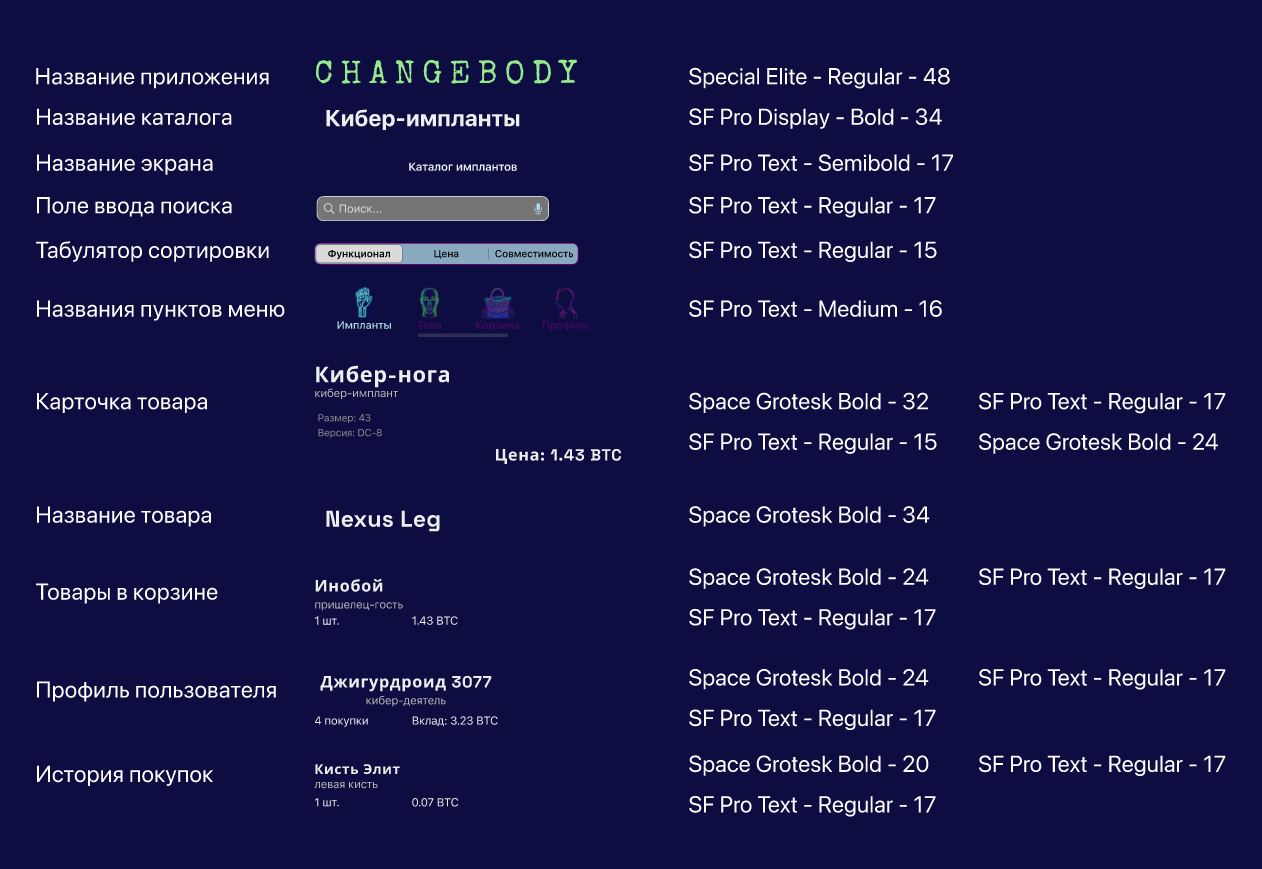 Название приложения CHANGEBODY Special Elite - Regular - 48
Название каталога Кибер-импланты SF Pro Display - Bold - 34
Название экрана Каталог имплантов SF Pro Text - Semibold - 17
Поле ввода поиска Поиск... SF Pro Text - Regular - 17
Табулятор сортировки Функционал Цена Совместимость SF Pro Text - Regular - 15
Названия пунктов меню Импланты Тела Корзина Профиль SF Pro Text - Medium - 16
Карточка товара
Кибер-нога
кибер-имплант
Размер: 43
Версия: DC-8
Цена: 1.43 BTC
Space Grotesk Bold - 32 SF Pro Text - Regular - 17
SF Pro Text - Regular - 15 Space Grotesk Bold - 24
Название товара Nexus Leg Space Grotesk Bold - 34
Товары в корзине
Инобой
пришелец-гость
1 шт. 1.43 BTC
Space Grotesk Bold - 24 SF Pro Text - Regular - 17
SF Pro Text - Regular - 17
Профиль пользователя
Джигурдроид 3077
кибер-деятель
4 покупки Вклад: 3.23 BTC
Space Grotesk Bold - 24 SF Pro Text - Regular - 17
SF Pro Text - Regular - 17
История покупок
Кисть Элит
левая кисть
1 шт. 0.07 BTC
Space Grotesk Bold - 20 SF Pro Text - Regular - 17
SF Pro Text - Regular - 17